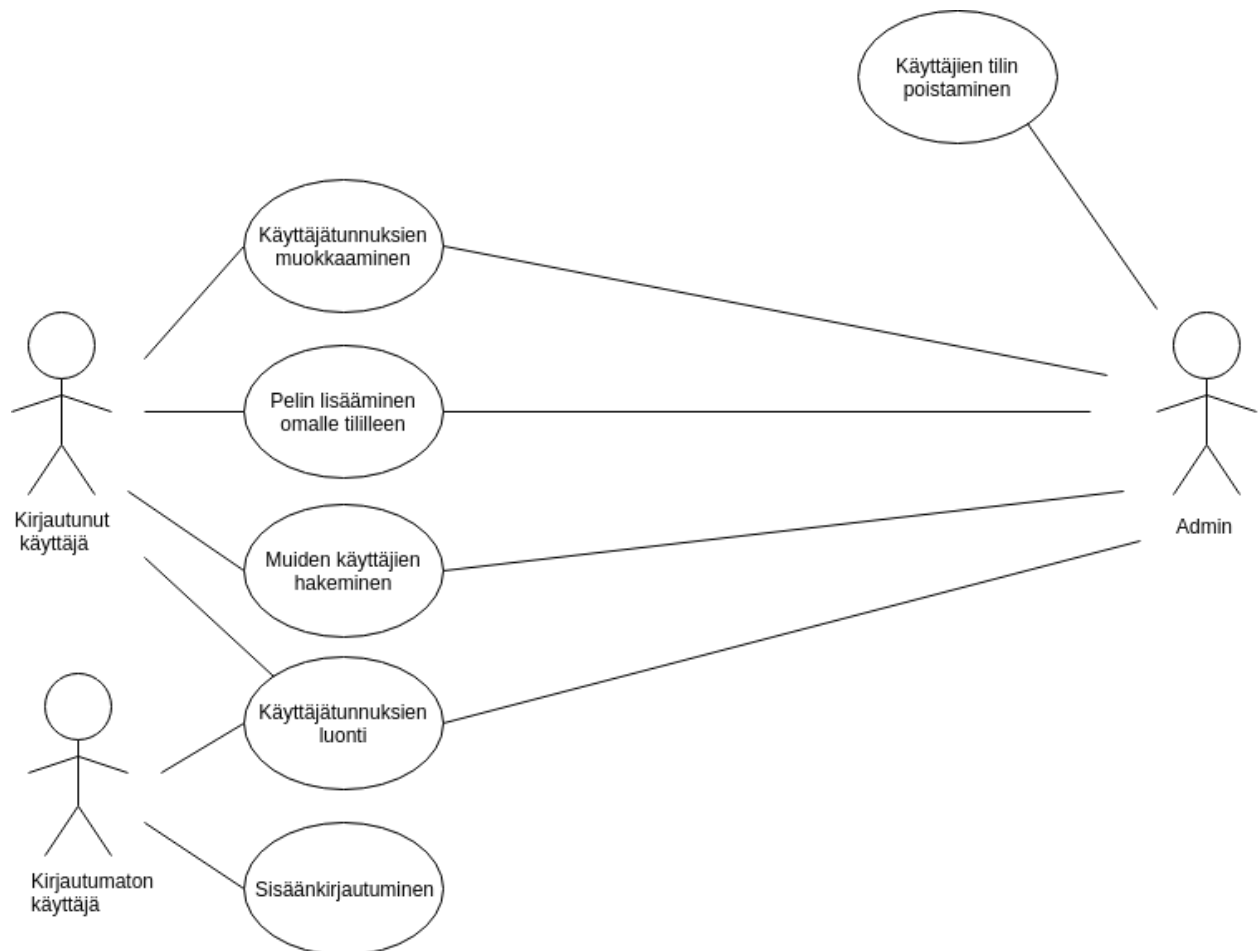 Käyttäjien tilin
poistaminen
Käyttäjätunnuksien
muokkaaminen
Pelin lisääminen
omalle tililleen
Kirjautunut
käyttäjä
Admin
Muiden käyttäjien
hakeminen
Käyttäjätunnuksien
luonti
Kirjautumaton
käyttäjä
Sisäänkirjautuminen